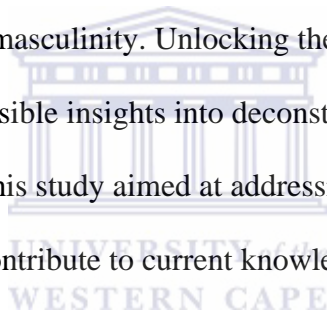 masculinity. Unlocking the
sible insights into deconst
his study aimed at address
UNIVERSITY of the
ontribute to current knowle
WESTERN CAPE